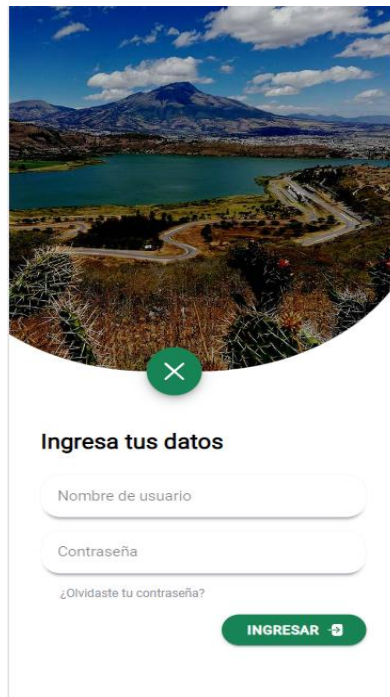 Ingresa tus datos
Nombre de usuario
Contraseña
¿Olvidaste tu contraseña?
INGRESAR